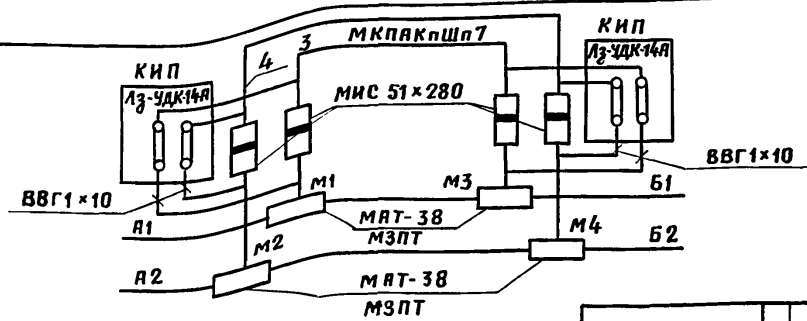 3
МКПАКпШп7
КИП
4
КИП
Лз-УДК-14А
Лз-УДК-14А
МИС 51×280
ВВГ1×10
ВВГ1×10
М1
М3
Б1
А1
МАТ-38
МЗПТ
М4
М2
Б2
А2
МАТ-38
МЗПТ